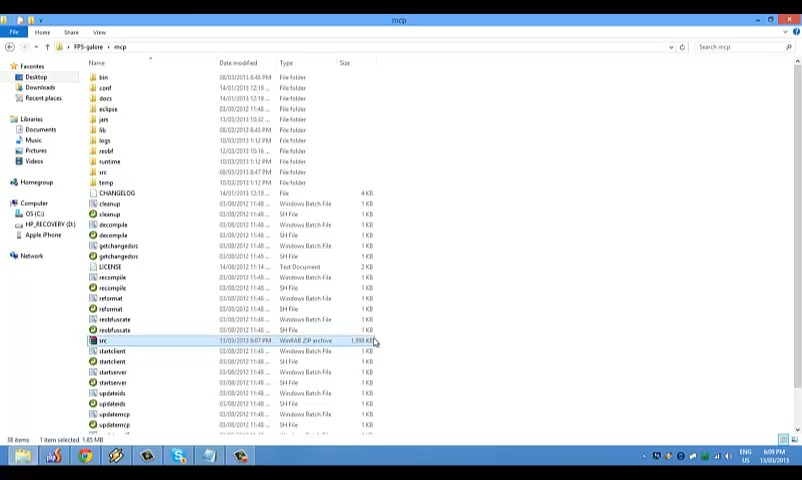 mcp
File Home Share View
FPS-galore mcp Search mcp
Name Date modified Type Size
Favorites
Desktop
Downloads
Recent places
Libraries
Documents
Music
Pictures
Videos
Homegroup
Computer
OS (C:)
HP_RECOVERY (D:)
Apple iPhone
Network
bin 08/03/2013 8:48 PM File folder
conf 14/01/2013 12:19 ... File folder
docs 14/01/2013 12:19 ... File folder
eclipse 03/08/2012 11:48 ... File folder
jars 13/03/2013 10:32 ... File folder
lib 08/03/2013 8:43 PM File folder
logs 10/03/2013 1:12 PM File folder
reobf 12/03/2013 10:16 ... File folder
runtime 10/03/2013 1:12 PM File folder
src 08/03/2013 8:47 PM File folder
temp 10/03/2013 1:12 PM File folder
CHANGELOG 14/01/2013 12:19 ... File 4 KB
cleanup 03/08/2012 11:48 ... Windows Batch File 1 KB
cleanup 03/08/2012 11:48 ... SH File 1 KB
decompile 03/08/2012 11:48 ... Windows Batch File 1 KB
decompile 03/08/2012 11:48 ... SH File 1 KB
getchangedsrc 03/08/2012 11:48 ... Windows Batch File 1 KB
getchangedsrc 03/08/2012 11:48 ... SH File 1 KB
LICENSE 14/08/2012 11:14 ... Text Document 2 KB
recompile 03/08/2012 11:48 ... Windows Batch File 1 KB
recompile 03/08/2012 11:48 ... SH File 1 KB
reformat 03/08/2012 11:48 ... Windows Batch File 1 KB
reformat 03/08/2012 11:48 ... SH File 1 KB
reobfuscate 03/08/2012 11:48 ... Windows Batch File 1 KB
reobfuscate 03/08/2012 11:48 ... SH File 1 KB
src 13/03/2013 6:07 PM WinRAR ZIP archive 1,898 KB
startclient 03/08/2012 11:48 ... Windows Batch File 1 KB
startclient 03/08/2012 11:48 ... SH File 1 KB
startserver 03/08/2012 11:48 ... Windows Batch File 1 KB
startserver 03/08/2012 11:48 ... SH File 1 KB
updateids 03/08/2012 11:48 ... Windows Batch File 1 KB
updateids 03/08/2012 11:48 ... SH File 1 KB
updatemcp 03/08/2012 11:48 ... Windows Batch File 1 KB
updatemcp 03/08/2012 11:48 ... SH File 1 KB
38 items 1 item selected 1.85 MB
ENG 6:09 PM
US 13/03/2013